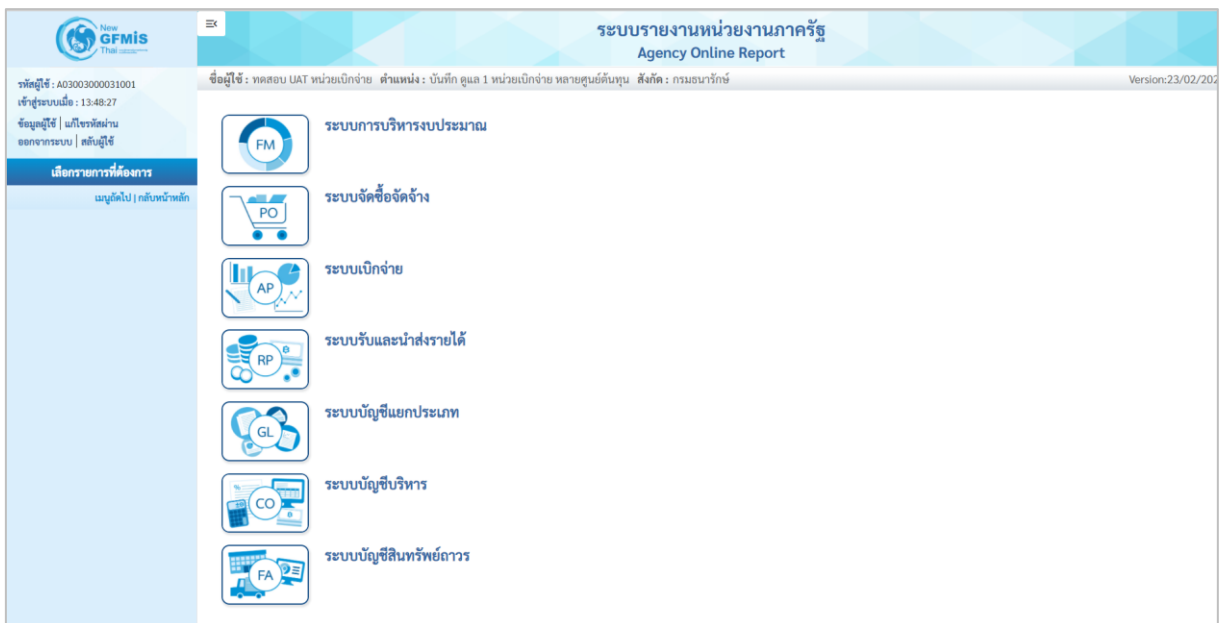 New
GFMIS
Thai
ระบบรายงานหน่วยงานภาครัฐ
Agency Online Report
รหัสผู้ใช้ : A03003000031001
เข้าสู่ระบบเมื่อ : 13:48:27
ข้อมูลผู้ใช้ | แก้ไขรหัสผ่าน
ออกจากระบบ | สลับผู้ใช้
เลือกรายการที่ต้องการ
เมนูถัดไป | กลับหน้าหลัก
ชื่อผู้ใช้ : ทดสอบ UAT หน่วยเบิกจ่าย ตำแหน่ง : บันทึก ดูแล 1 หน่วยเบิกจ่าย หลายศูนย์ต้นทุน สังกัด : กรมธนารักษ์
Version:23/02/202
FM
ระบบการบริหารงบประมาณ
PO
ระบบจัดซื้อจัดจ้าง
AP
ระบบเบิกจ่าย
RP
ระบบรับและนำส่งรายได้
GL
ระบบบัญชีแยกประเภท
CO
ระบบบัญชีบริหาร
FA
ระบบบัญชีสินทรัพย์ถาวร